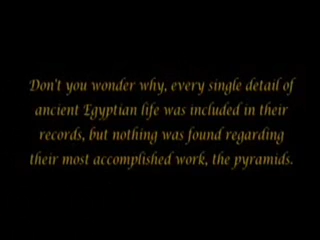 Don't you wonder why, every single detail of
ancient Egyptian life was included in their
records, but nothing was found regarding
their most accomplished work, the pyramids.